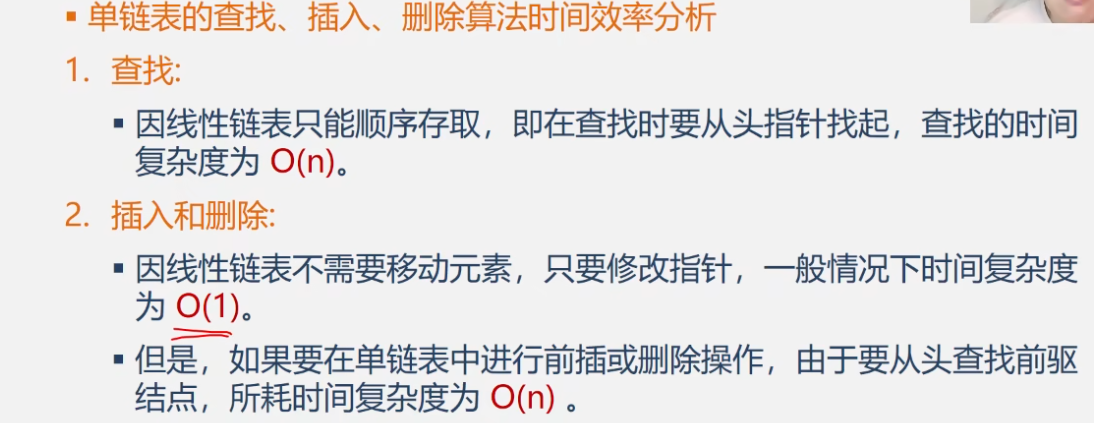 ▪ 单链表的查找、插入、删除算法时间效率分析
1. 查找:
▪ 因线性链表只能顺序存取，即在查找时要从头指针找起，查找的时间
复杂度为 O(n)。
2. 插入和删除:
▪ 因线性链表不需要移动元素，只要修改指针，一般情况下时间复杂度
为 O(1)。
▪ 但是，如果要在单链表中进行前插或删除操作，由于要从头查找前驱
结点，所耗时间复杂度为 O(n) 。